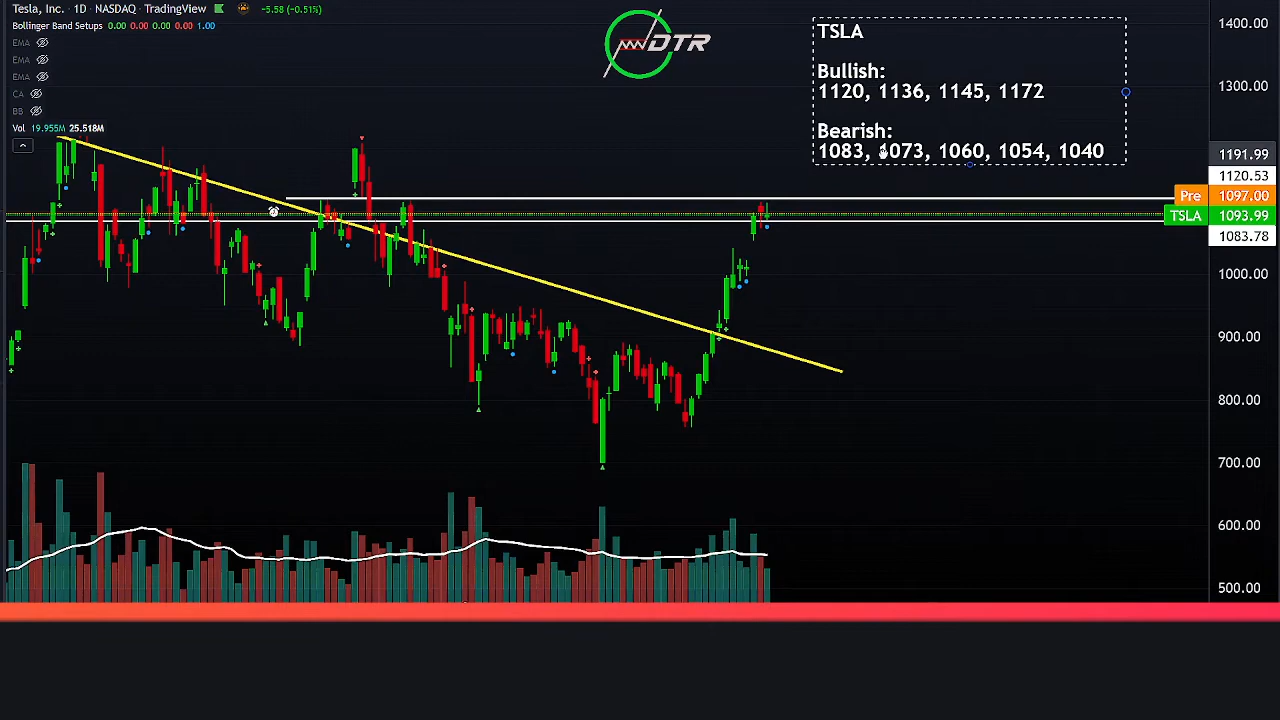 Tesla, Inc. · 1D · NASDAQ · TradingView -5.58 (-0.51%)
Bollinger Band Setups 0.00 0.00 0.00 0.00 1.00
EMA
EMA
EMA
CA
BB
Vol 19.955M 25.518M
DTR
TSLA
Bullish:
1120, 1136, 1145, 1172
Bearish:
1083, 1073, 1060, 1054, 1040
1400.00
1300.00
1191.99
1120.53
Pre 1097.00
TSLA 1093.99
1083.78
1000.00
900.00
800.00
700.00
600.00
500.00